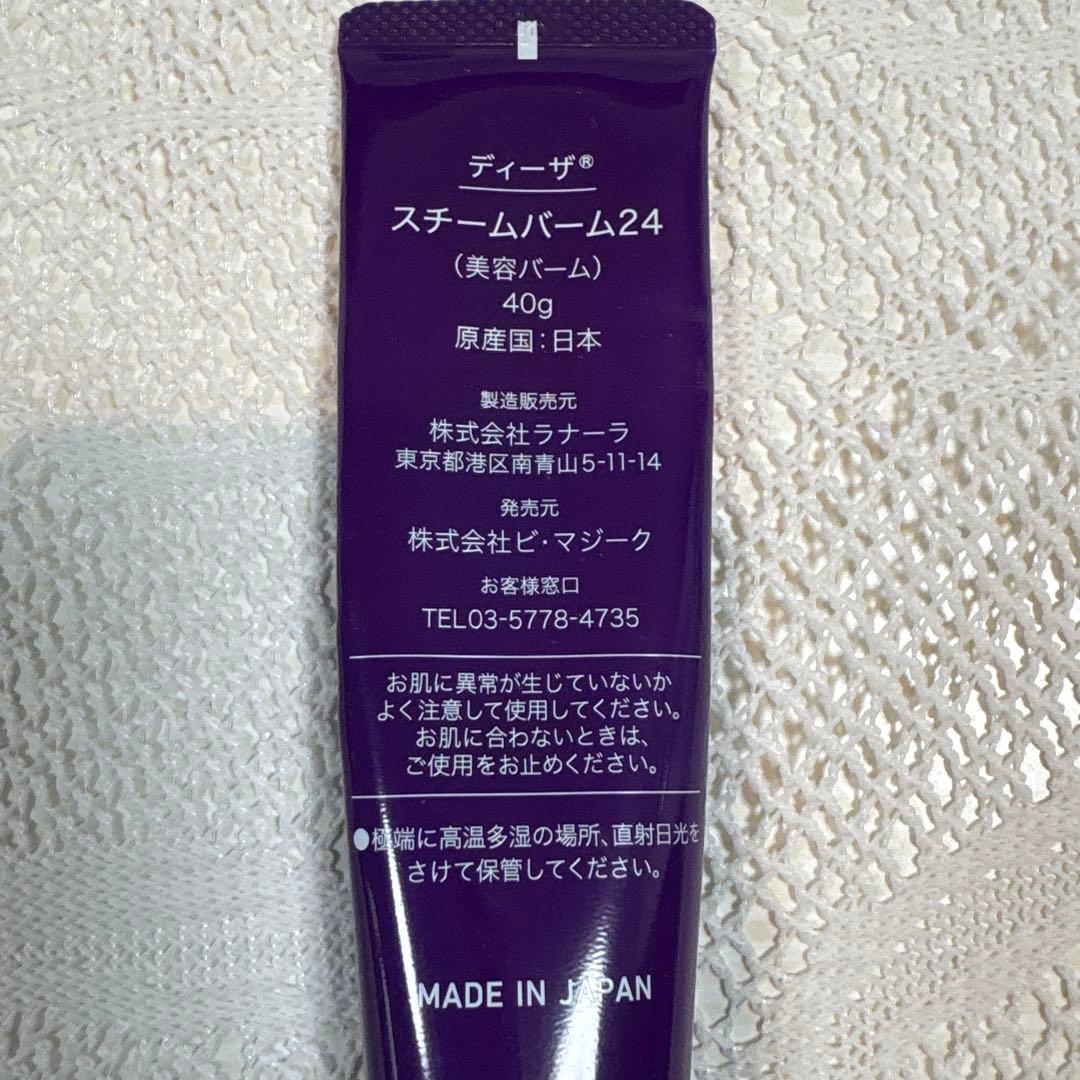 ディーザ®
スチームバーム24
（美容バーム）
40g
原産国：日本
製造販売元
株式会社ラナーラ
東京都港区南青山5-11-14
発売元
株式会社ビ・マジーク
お客様窓口
TEL03-5778-4735
お肌に異常が生じていないか
よく注意して使用してください。
お肌に合わないときは、
ご使用をお止めください。
●極端に高温多湿の場所、直射日光を
さけて保管してください。
MADE IN JAPAN